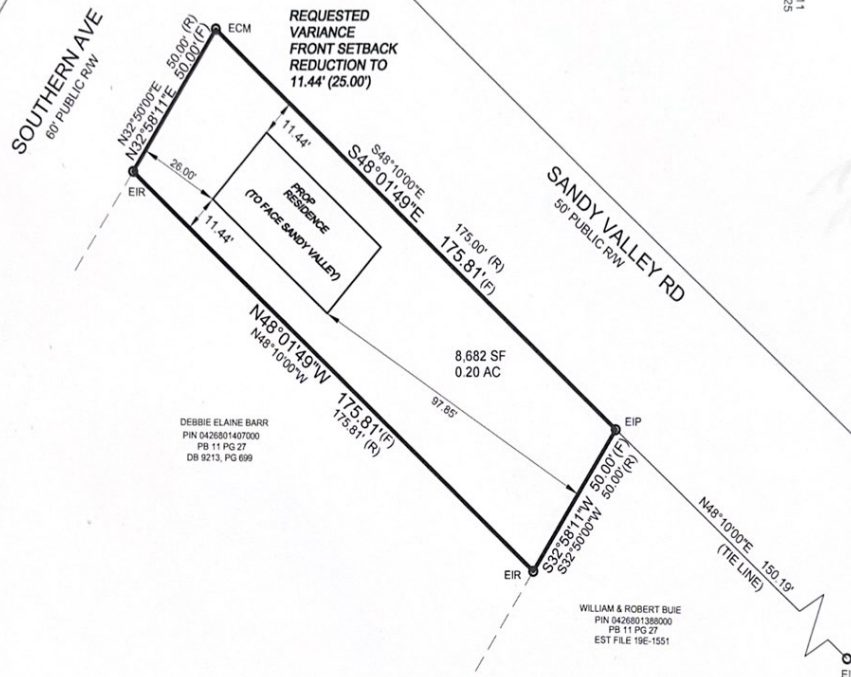 SOUTHERN AVE
60' PUBLIC R/W
N32°50'00"E 50.00' (R)
N32°58'11"E 50.00' (F)
ECM
REQUESTED
VARIANCE
FRONT SETBACK
REDUCTION TO
11.44' (25.00')
11
25
EIR
26.00'
11.44'
11.44'
PROP
RESIDENCE
(TO FACE SANDY VALLEY)
S48°10'00"E 175.00' (R)
S48°01'49"E 175.81' (F)
SANDY VALLEY RD
50' PUBLIC R/W
N48°01'49"W 175.81' (F)
N48°10'00"W 175.81' (R)
8,682 SF
0.20 AC
97.85'
DEBBIE ELAINE BARR
PIN 0426801407000
PB 11 PG 27
DB 9213, PG 699
EIP
S32°58'11"W 50.00' (F)
S32°50'00"W 50.00' (R)
EIR
N48°10'00"E 150.19'
(TIE LINE)
WILLIAM & ROBERT BUIE
PIN 0426801388000
PB 11 PG 27
EST FILE 19E-1551